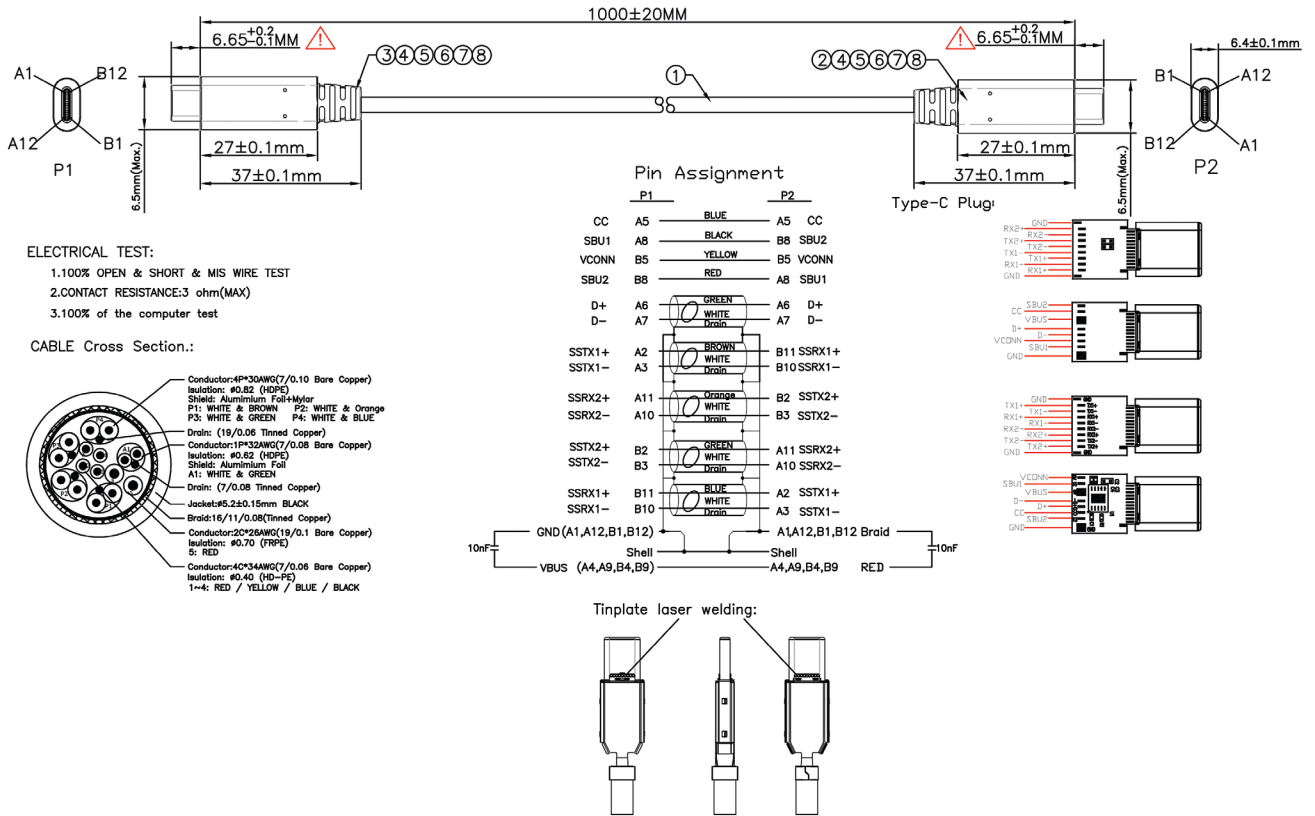 1000±20MM
6.65+0.2-0.1MM
6.65+0.2-0.1MM
6.4±0.1mm
③④⑤⑥⑦⑧
②④⑤⑥⑦⑧
①
A1 B12
A12 B1
P1
B1 A12
B12 A1
P2
6.5mm(Max.)
27±0.1mm
37±0.1mm
27±0.1mm
37±0.1mm
6.5mm(Max.)
ELECTRICAL TEST:
1.100% OPEN & SHORT & MIS WIRE TEST
2.CONTACT RESISTANCE:3 ohm(MAX)
3.100% of the computer test
CABLE Cross Section.:
Conductor:4P*30AWG(7/0.10 Bare Copper)
Isulation: ø0.82 (HDPE)
Shield: Alumimium Foil+Mylar
P1: WHITE & BROWN P2: WHITE & Orange
P3: WHITE & GREEN P4: WHITE & BLUE
Drain: (19/0.06 Tinned Copper)
Conductor:1P*32AWG(7/0.08 Bare Copper)
Isulation: ø0.62 (HDPE)
Shield: Alumimium Foil
A1: WHITE & GREEN
Drain: (7/0.08 Tinned Copper)
Jacket:ø5.2±0.15mm BLACK
Braid:16/11/0.08(Tinned Copper)
Conductor:2C*26AWG(19/0.1 Bare Copper)
Isulation: ø0.70 (FRPE)
5: RED
Conductor:4C*34AWG(7/0.06 Bare Copper)
Isulation: ø0.40 (HD-PE)
1~4: RED / YELLOW / BLUE / BLACK
Pin Assignment
P1 P2
CC A5 BLUE A5 CC
SBU1 A8 BLACK B8 SBU2
VCONN B5 YELLOW B5 VCONN
SBU2 B8 RED A8 SBU1
D+ A6 GREEN A6 D+
D- A7 WHITE A7 D-
Drain
SSTX1+ A2 BROWN B11 SSRX1+
SSTX1- A3 WHITE B10 SSRX1-
Drain
SSRX2+ A11 Orange B2 SSTX2+
SSRX2- A10 WHITE B3 SSTX2-
Drain
SSTX2+ B2 GREEN A11 SSRX2+
SSTX2- B3 WHITE A10 SSRX2-
Drain
SSRX1+ B11 BLUE A2 SSTX1+
SSRX1- B10 WHITE A3 SSTX1-
Drain
GND(A1,A12,B1,B12) A1,A12,B1,B12 Braid
10nF Shell Shell 10nF
VBUS (A4,A9,B4,B9) A4,A9,B4,B9 RED
Type-C Plug:
GND
RX2+
RX2-
TX2+
TX2-
TX1-
TX1+
RX1-
RX1+
GND
SBU2
CC
VBUS
D+
D-
VCONN
SBU1
GND
GND
TX1+
TX1-
RX1+
RX1-
RX2-
RX2+
TX2-
TX2+
GND
VCONN
SBU1
VBUS
D-
D+
CC
SBU2
GND
Tinplate laser welding: